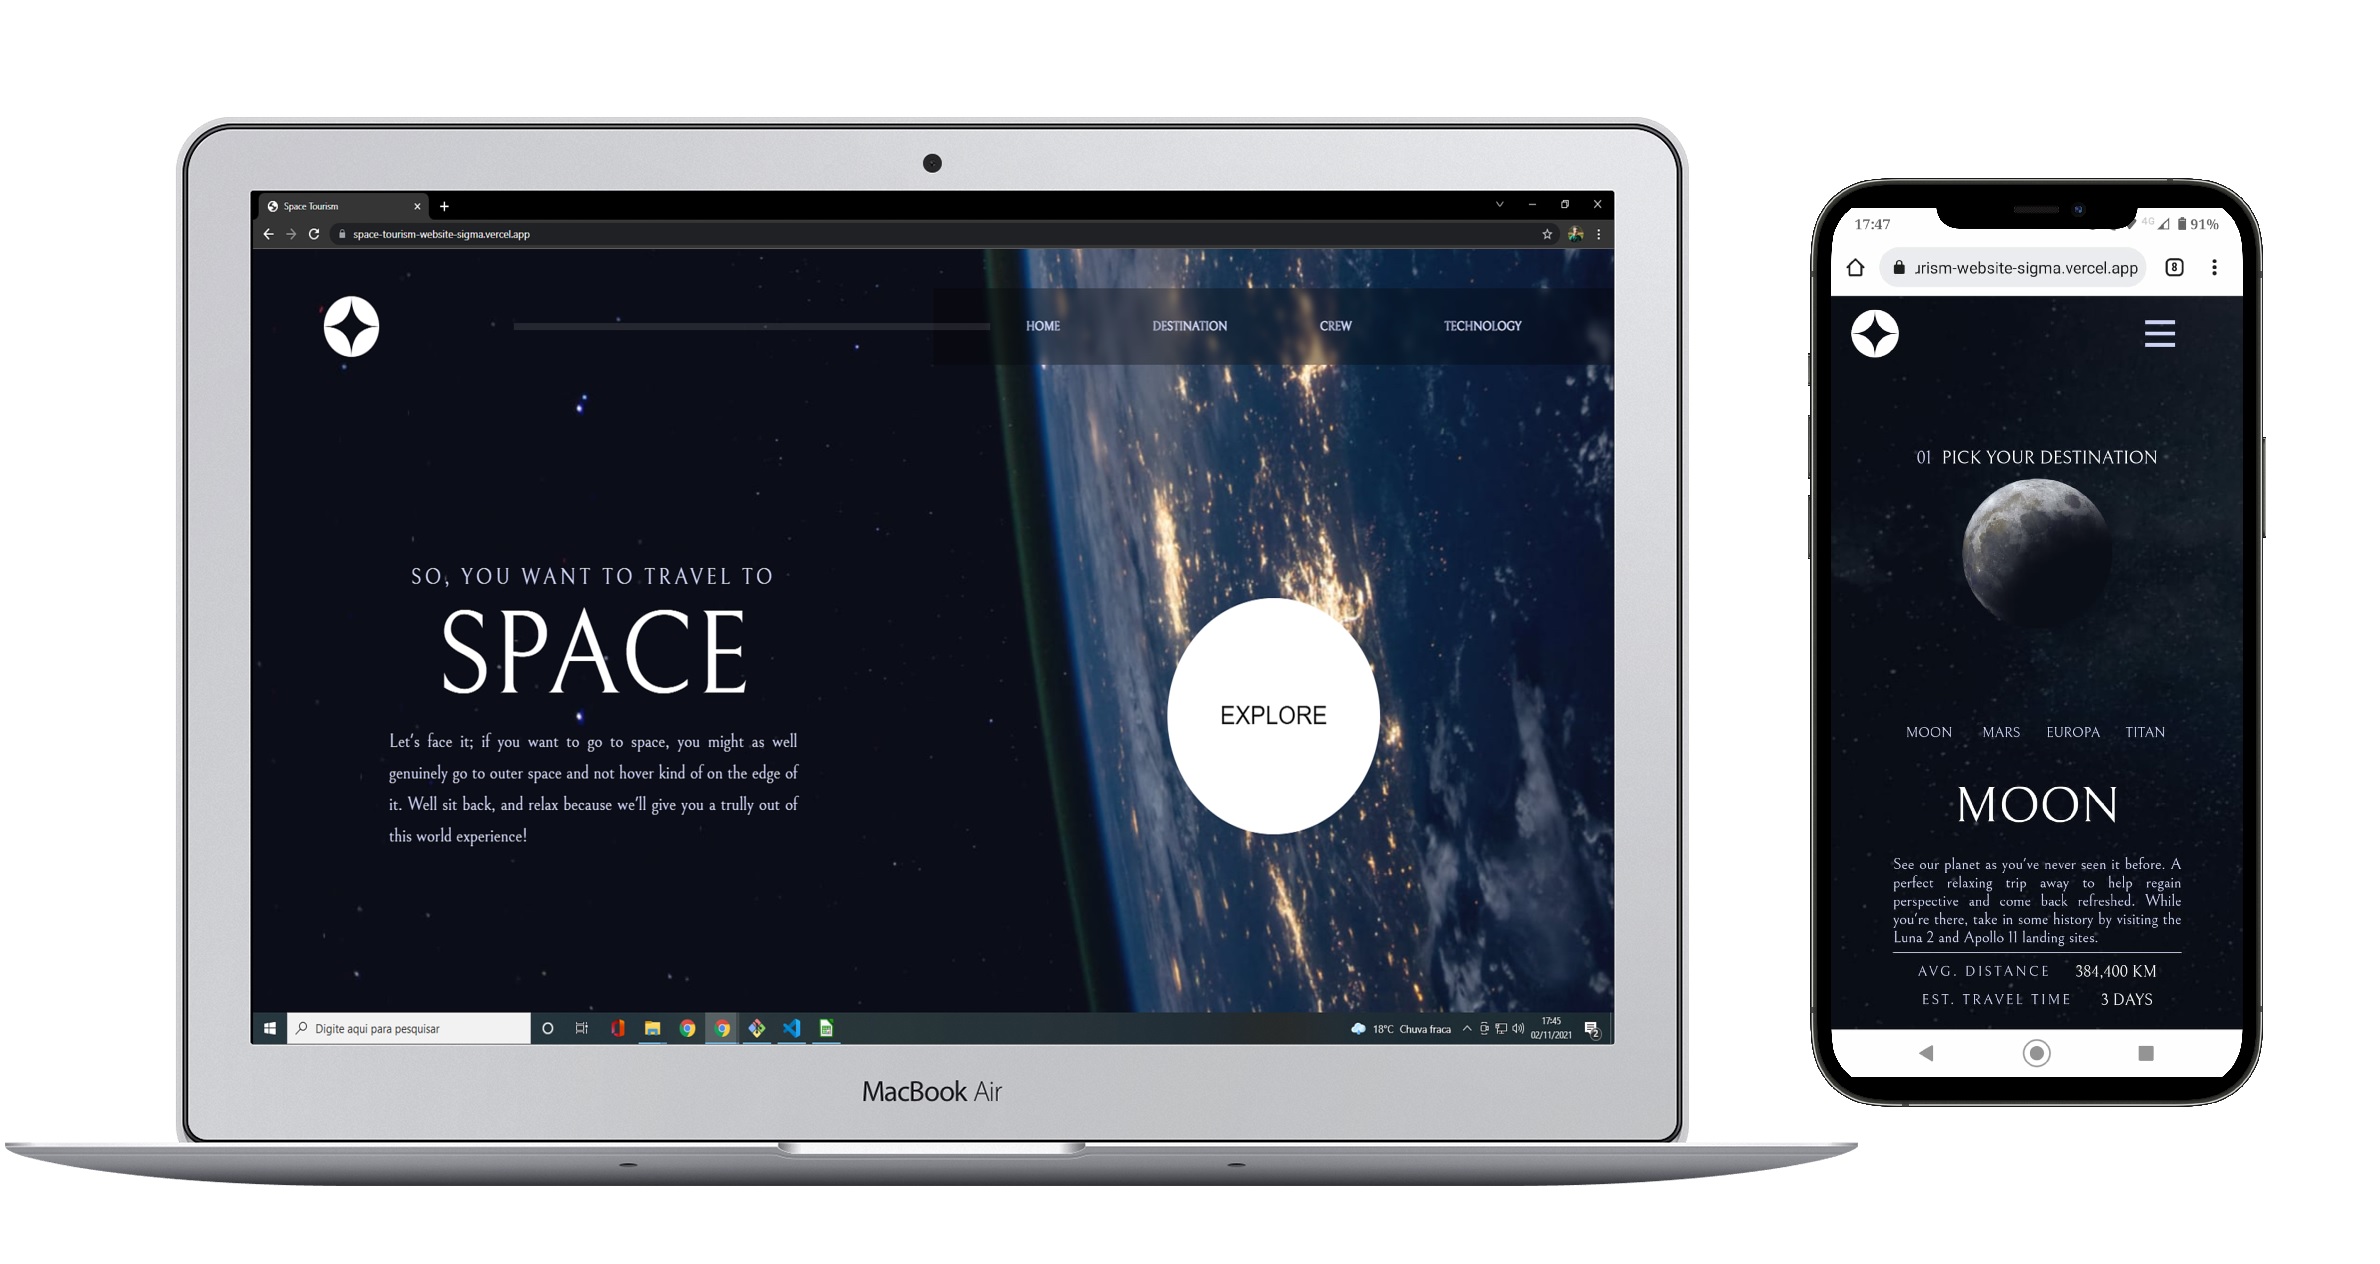 Space Tourism
space-tourism-website-sigma.vercel.app
HOME DESTINATION CREW TECHNOLOGY
SO, YOU WANT TO TRAVEL TO
SPACE
Let's face it; if you want to go to space, you might as well
genuinely go to outer space and not hover kind of on the edge of
it. Well sit back, and relax because we'll give you a trully out of
this world experience!
EXPLORE
Digite aqui para pesquisar
18°C Chuva fraca
17:45
02/11/2021
2
MacBook Air
17:47
4G
91%
urism-website-sigma.vercel.app
8
01 PICK YOUR DESTINATION
MOON MARS EUROPA TITAN
MOON
See our planet as you've never seen it before. A
perfect relaxing trip away to help regain
perspective and come back refreshed. While
you're there, take in some history by visiting the
Luna 2 and Apollo 11 landing sites.
AVG. DISTANCE 384,400 KM
EST. TRAVEL TIME 3 DAYS